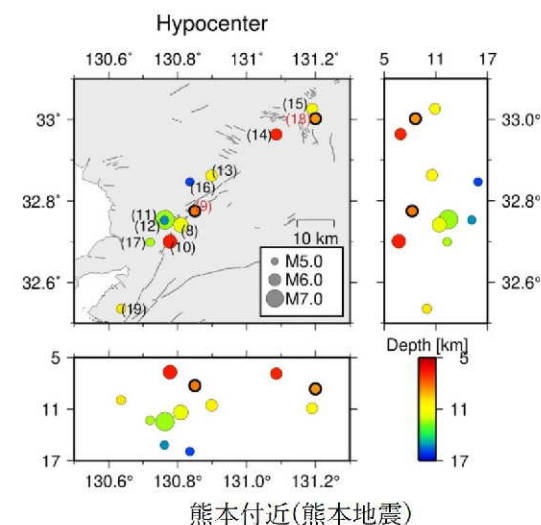 Hypocenter
130.6° 130.8° 131.0° 131.2° 5 11 17
33° 33.0°
32.8° 32.8°
32.6° 32.6°
(15)
(18)
(14)
(13)
(16)
(9)
(11)
(12) (8)
(17) (10)
(19)
10 km
M5.0
M6.0
M7.0
Depth [km]
5 5
11 11
17 17
130.6° 130.8° 131.0° 131.2°
熊本付近(熊本地震)